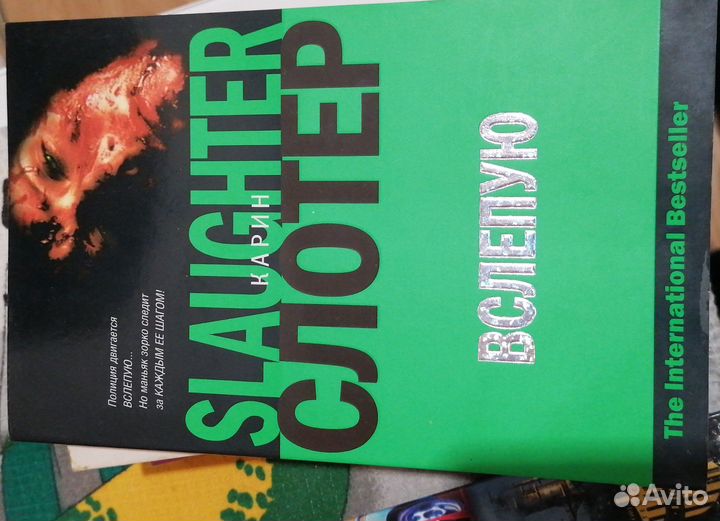 Полиция двигается
ВСЛЕПУЮ...
Но маньяк зорко следит
за КАЖДЫМ ЕЕ ШАГОМ!
SLAUGHTER
КАРИН
СЛОТЕР
ВСЛЕПУЮ
The International Bestseller
Avito